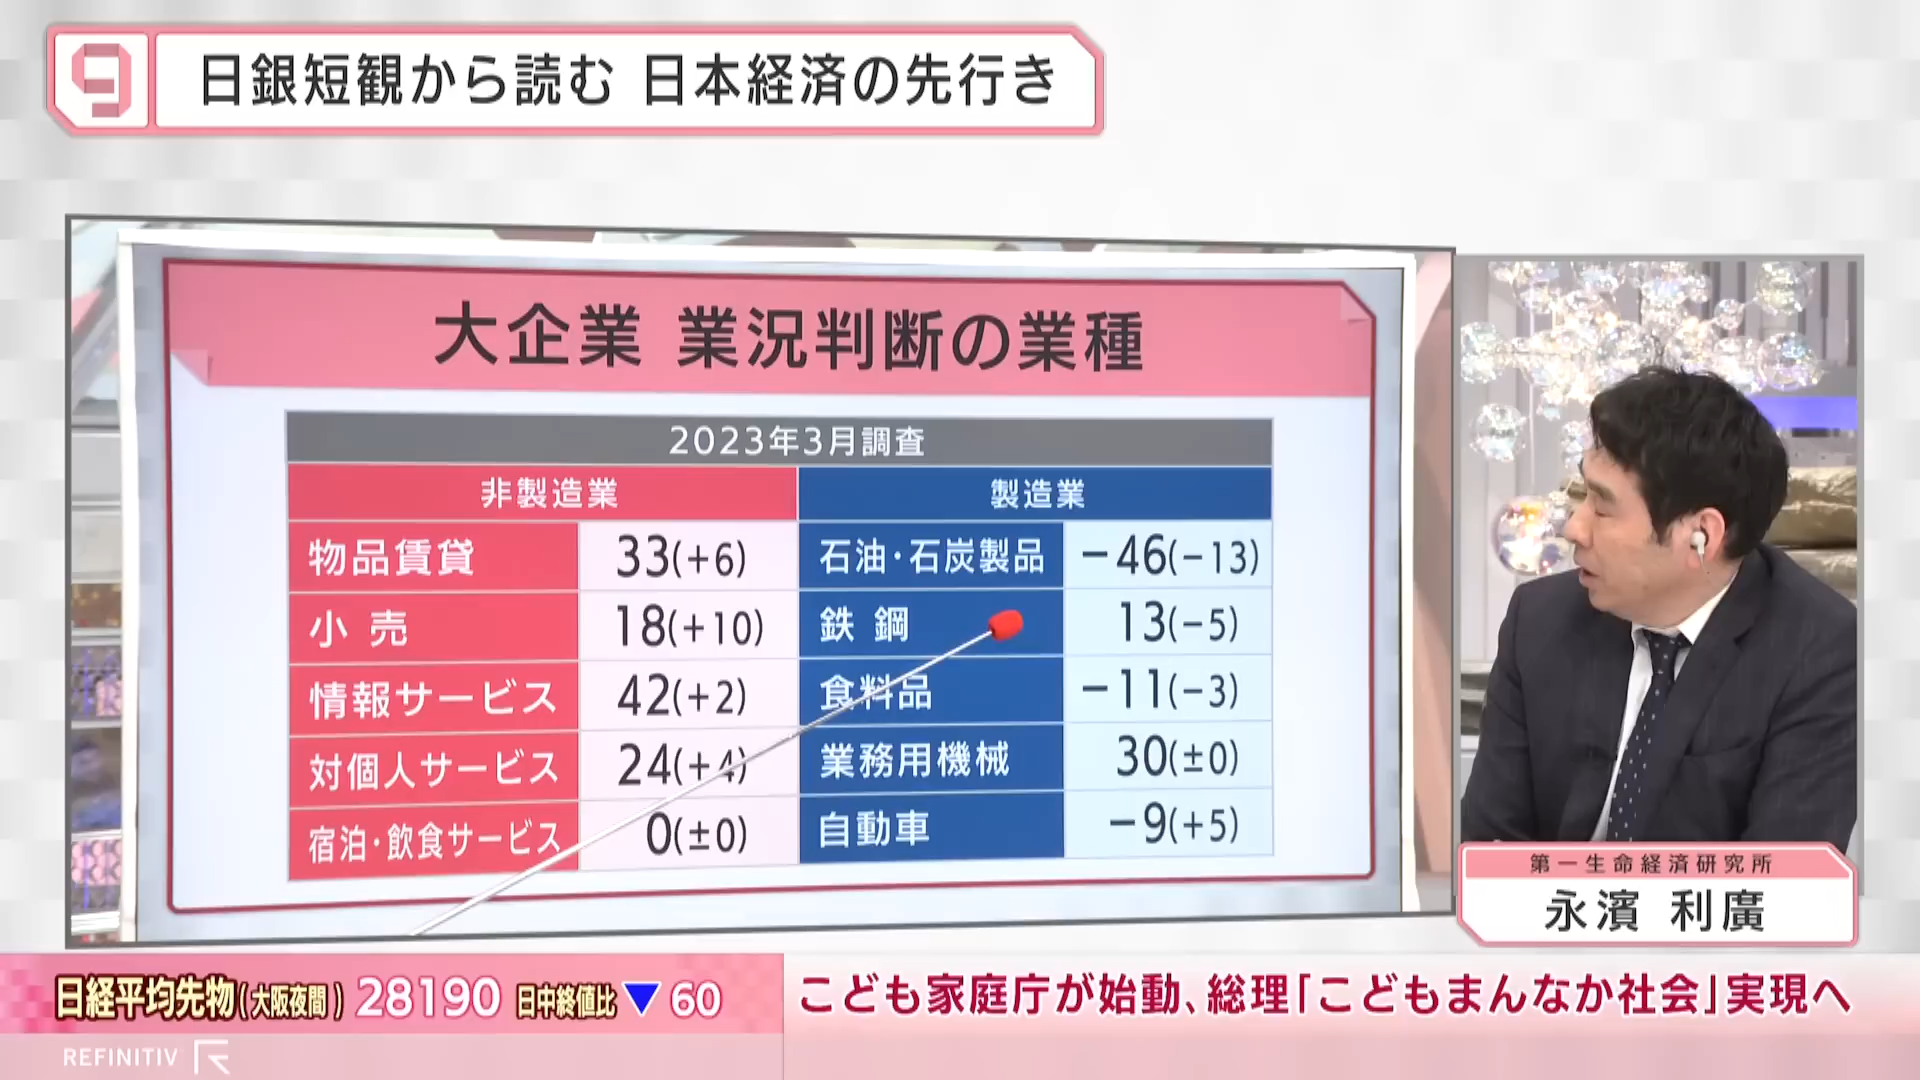 9
日銀短観から読む 日本経済の先行き
大企業 業況判断の業種
2023年3月調査
非製造業 製造業
物品賃貸 33(+6) 石油・石炭製品 -46(-13)
小売 18(+10) 鉄鋼 13(-5)
情報サービス 42(+2) 食料品 -11(-3)
対個人サービス 24(+4) 業務用機械 30(±0)
宿泊・飲食サービス 0(±0) 自動車 -9(+5)
第一生命経済研究所
永濱 利廣
日経平均先物(大阪夜間) 28190 日中終値比▼60
こども家庭庁が始動、総理「こどもまんなか社会」実現へ
REFINITIV